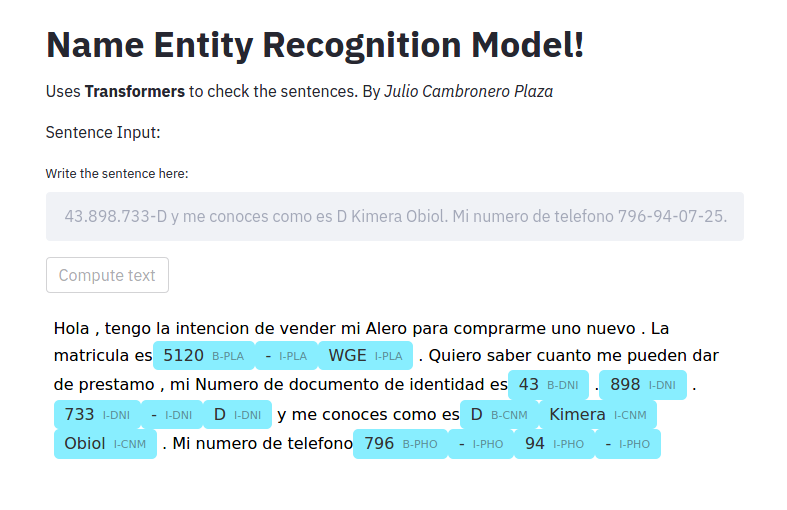 Name Entity Recognition Model!
Uses Transformers to check the sentences. By Julio Cambronero Plaza
Sentence Input:
Write the sentence here:
43.898.733-D y me conoces como es D Kimera Obiol. Mi numero de telefono 796-94-07-25.
Compute text
Hola , tengo la intencion de vender mi Alero para comprarme uno nuevo . La
matricula es 5120 B-PLA - I-PLA WGE I-PLA . Quiero saber cuanto me pueden dar
de prestamo , mi Numero de documento de identidad es 43 B-DNI . 898 I-DNI .
733 I-DNI - I-DNI D I-DNI y me conoces como es D B-CNM Kimera I-CNM
Obiol I-CNM . Mi numero de telefono 796 B-PHO - I-PHO 94 I-PHO - I-PHO